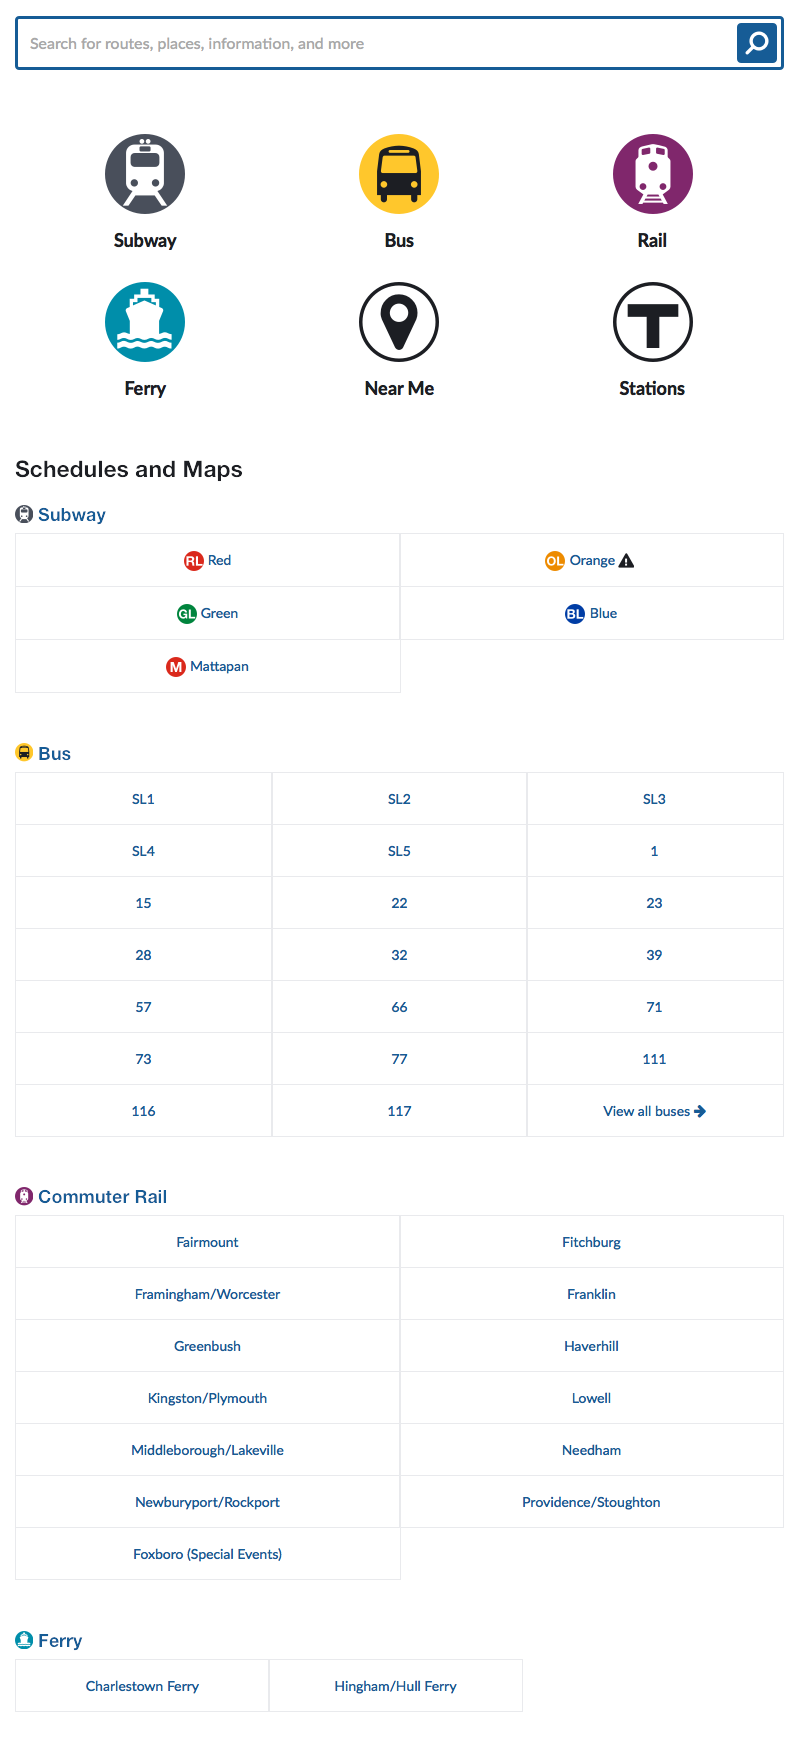 Search for routes, places, information, and more
Subway Bus Rail
T
Ferry Near Me Stations
Schedules and Maps
Subway
RL Red OL Orange
GL Green BL Blue
M Mattapan
Bus
SL1 SL2 SL3
SL4 SL5 1
15 22 23
28 32 39
57 66 71
73 77 111
116 117 View all buses
Commuter Rail
Fairmount Fitchburg
Framingham/Worcester Franklin
Greenbush Haverhill
Kingston/Plymouth Lowell
Middleborough/Lakeville Needham
Newburyport/Rockport Providence/Stoughton
Foxboro (Special Events)
Ferry
Charlestown Ferry Hingham/Hull Ferry